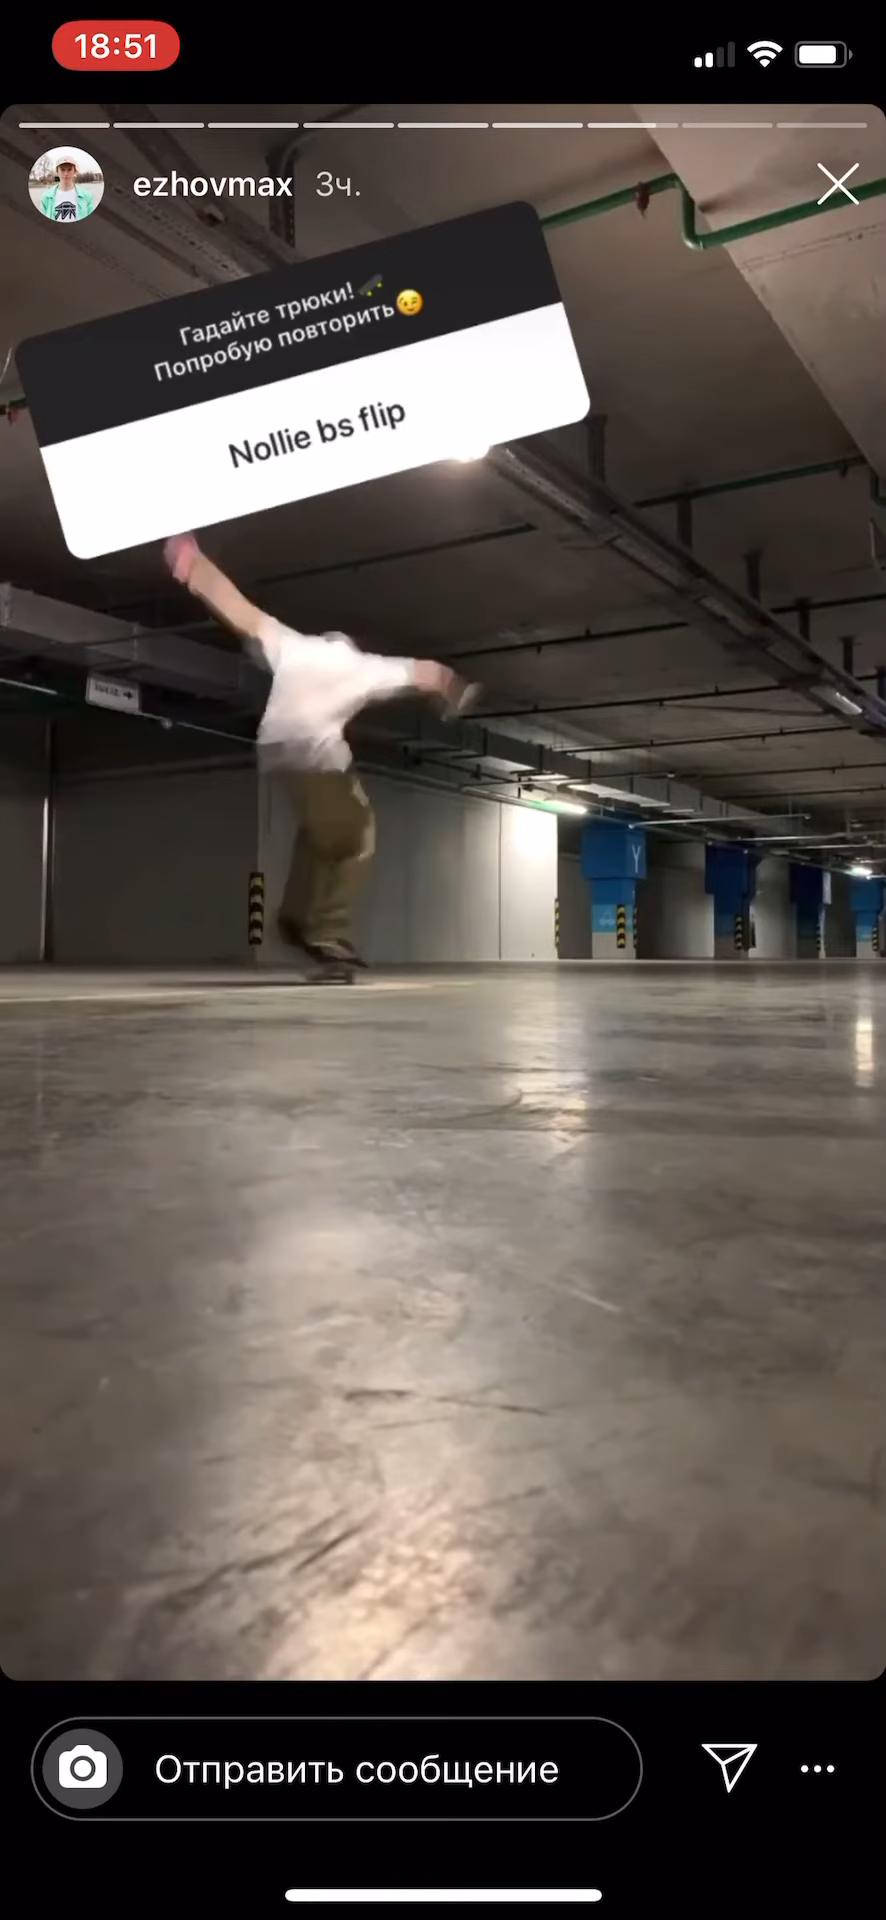 18:51
ezhovmax 3ч.
Гадайте трюки!🛹
Попробую повторить😉
Nollie bs flip
Y
Отправить сообщение